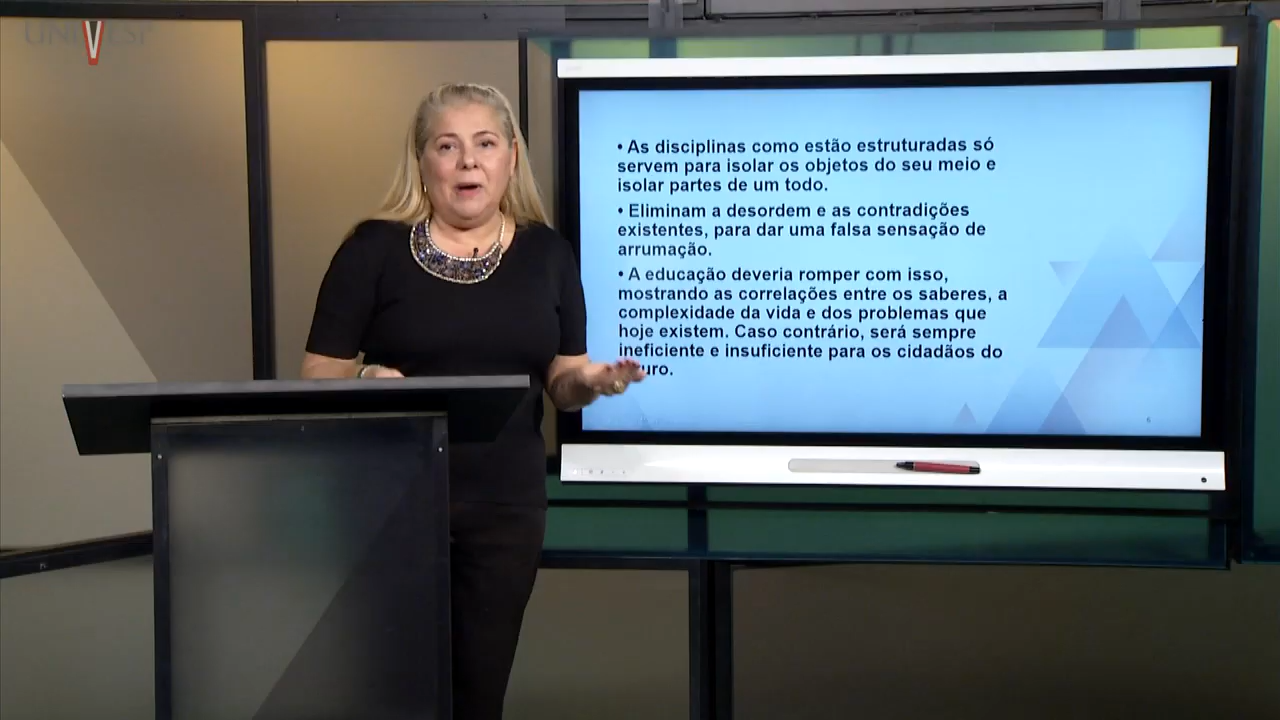 UNIVESP
• As disciplinas como estão estruturadas só
servem para isolar os objetos do seu meio e
isolar partes de um todo.
• Eliminam a desordem e as contradições
existentes, para dar uma falsa sensação de
arrumação.
• A educação deveria romper com isso,
mostrando as correlações entre os saberes, a
complexidade da vida e dos problemas que
hoje existem. Caso contrário, será sempre
ineficiente e insuficiente para os cidadãos do
uro.
6